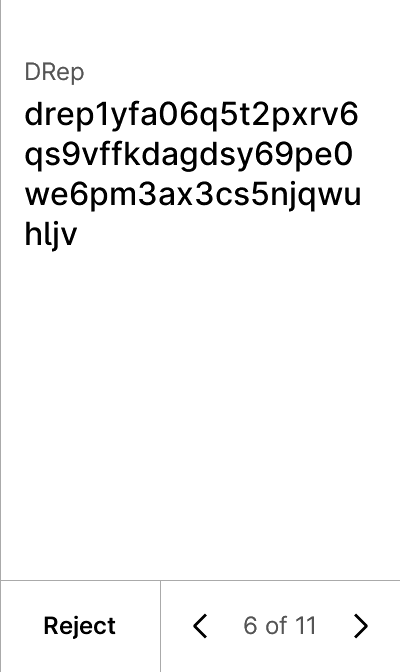 DRep
drep1yfa06q5t2pxrv6
qs9vffkdagdsy69pe0
we6pm3ax3cs5njqwu
hljv
Reject
6 of 11